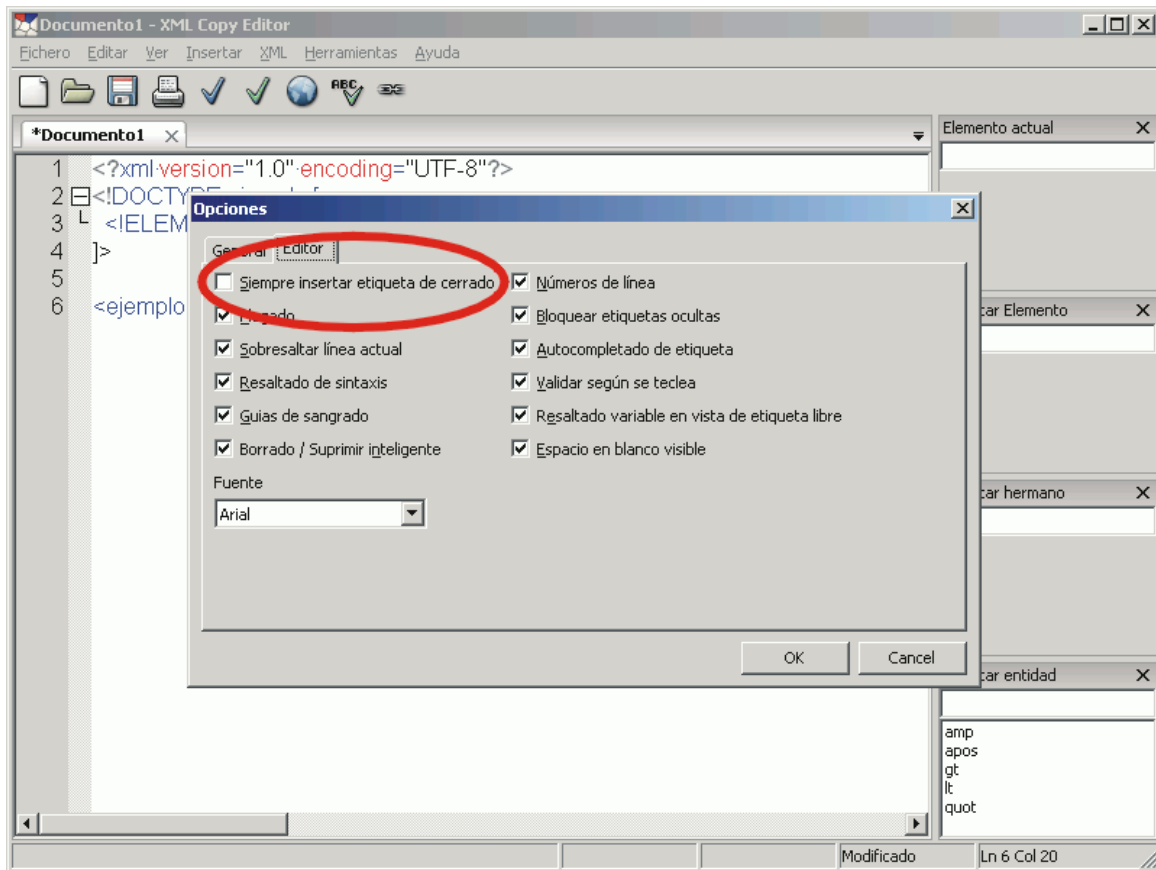 Documento1 - XML Copy Editor
Fichero Editar Ver Insertar XML Herramientas Ayuda
ABC
*Documento1
1 <?xml·version="1.0"·encoding="UTF-8"?>
2 <!DOCTYPE
3 <!ELEM
4 ]>
5
6 <ejemplo
Opciones
General Editor
Siempre insertar etiqueta de cerrado
Números de línea
Plegado
Bloquear etiquetas ocultas
Sobresaltar línea actual
Autocompletado de etiqueta
Resaltado de sintaxis
Validar según se teclea
Guias de sangrado
Resaltado variable en vista de etiqueta libre
Borrado / Suprimir inteligente
Espacio en blanco visible
Fuente
Arial
OK Cancel
Elemento actual
car Elemento
car hermano
car entidad
amp
apos
gt
lt
quot
Modificado Ln 6 Col 20